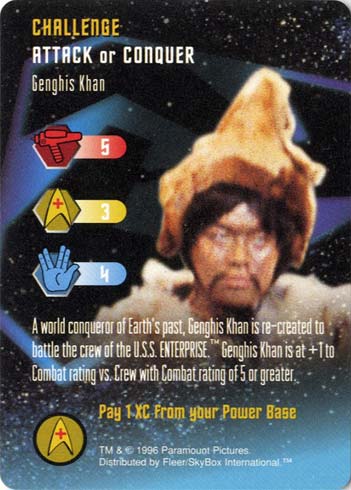 CHALLENGE
ATTACK or CONQUER
Genghis Khan
5
3
4
A world conqueror of Earth's past, Genghis Khan is re-created to
battle the crew of the U.S.S. ENTERPRISE.™ Genghis Khan is at +1 to
Combat rating vs. Crew with Combat rating of 5 or greater.
Pay 1 XC From your Power Base
TM & © 1996 Paramount Pictures.
Distributed by Fleer/SkyBox International.™